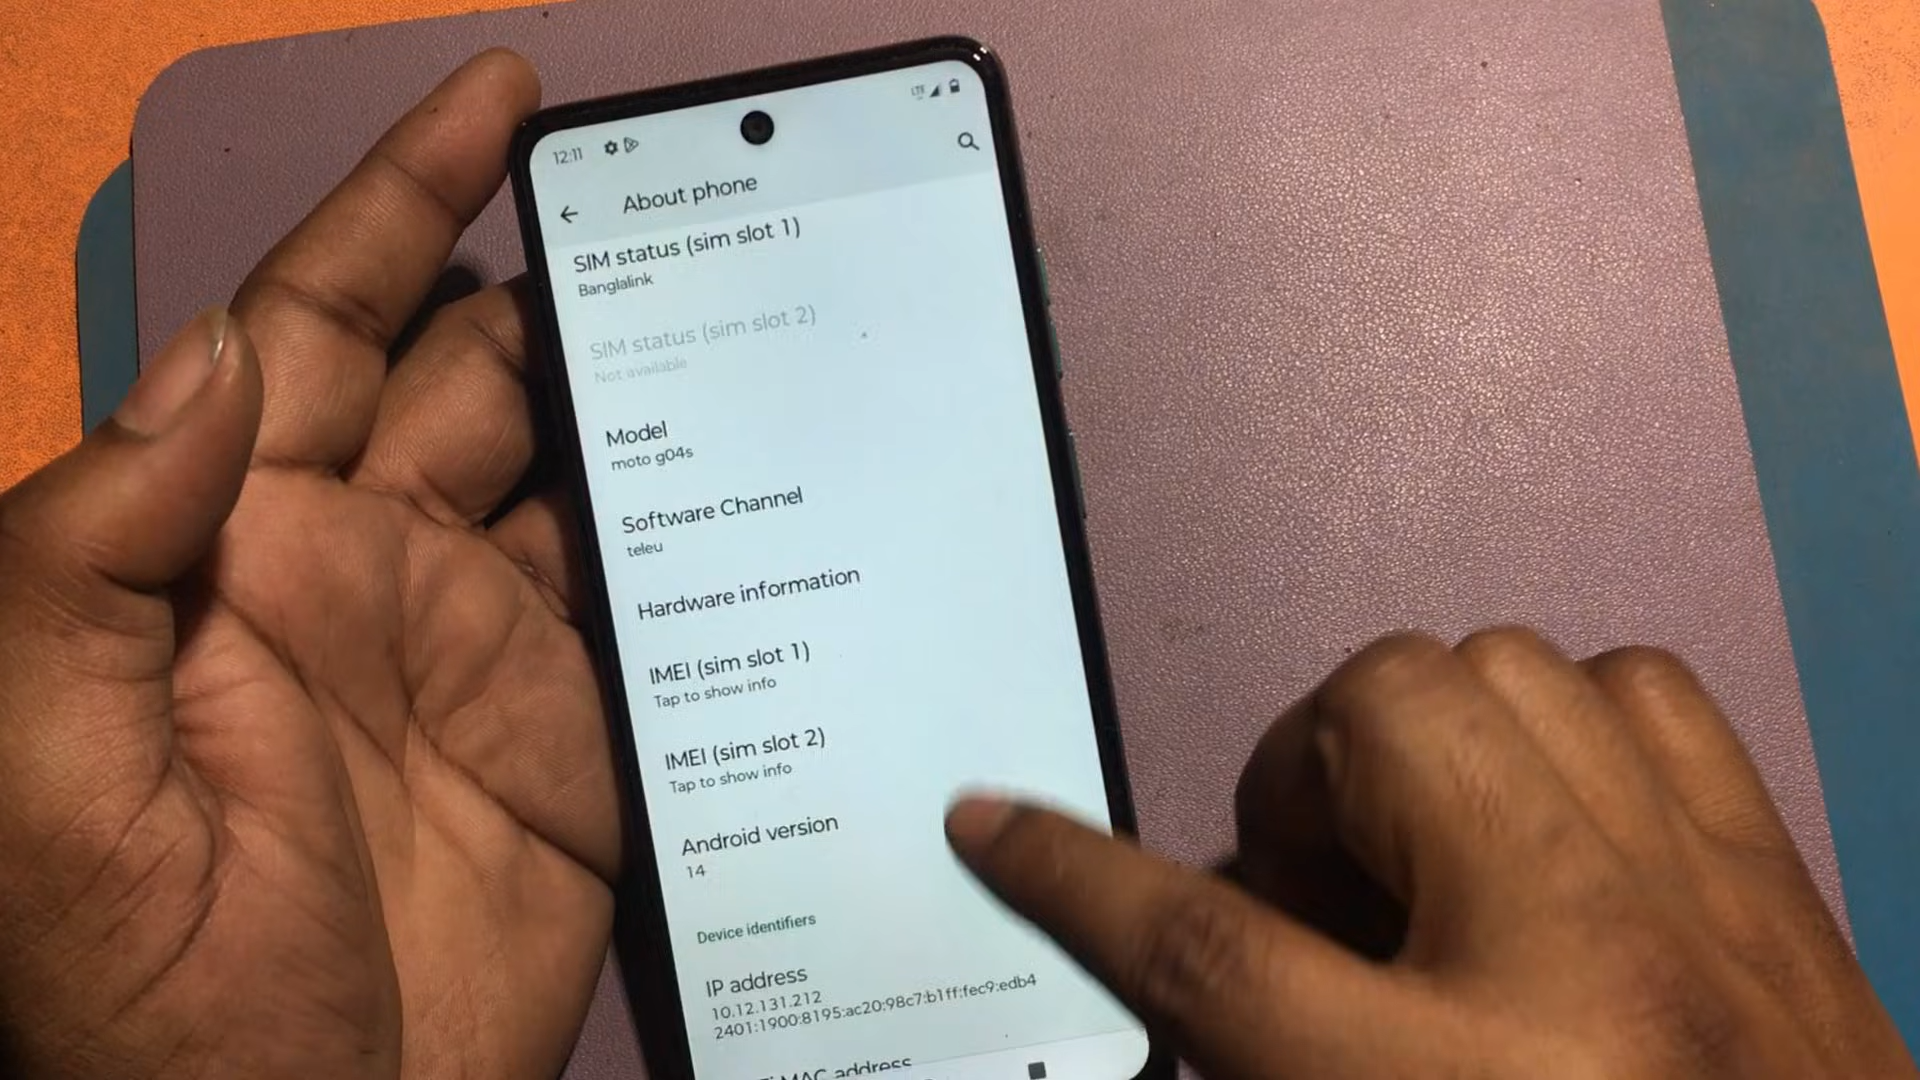 12:11
LTE
About phone
SIM status (sim slot 1)
Banglalink
SIM status (sim slot 2)
Not available
Model
moto g04s
Software Channel
teleu
Hardware information
IMEI (sim slot 1)
Tap to show info
IMEI (sim slot 2)
Tap to show info
Android version
14
Device identifiers
IP address
10.12.131.212
2401:1900:8195:ac20:98c7:b1ff:fec9:edb4
MAC address